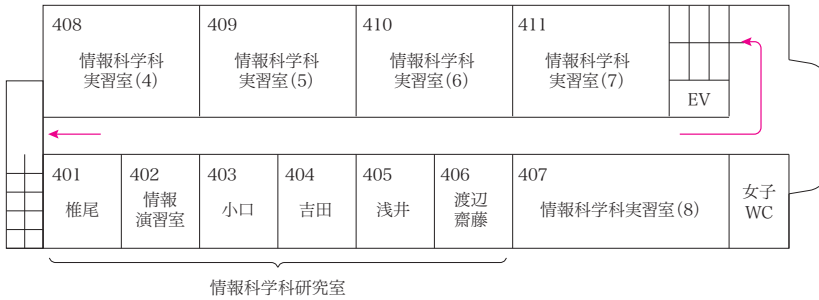 408
情報科学科
実習室(4)
409
情報科学科
実習室(5)
410
情報科学科
実習室(6)
411
情報科学科
実習室(7)
EV
401
椎尾
402
情報
演習室
403
小口
404
吉田
405
浅井
406
渡辺
齋藤
407
情報科学科実習室(8)
女子
WC
情報科学科研究室